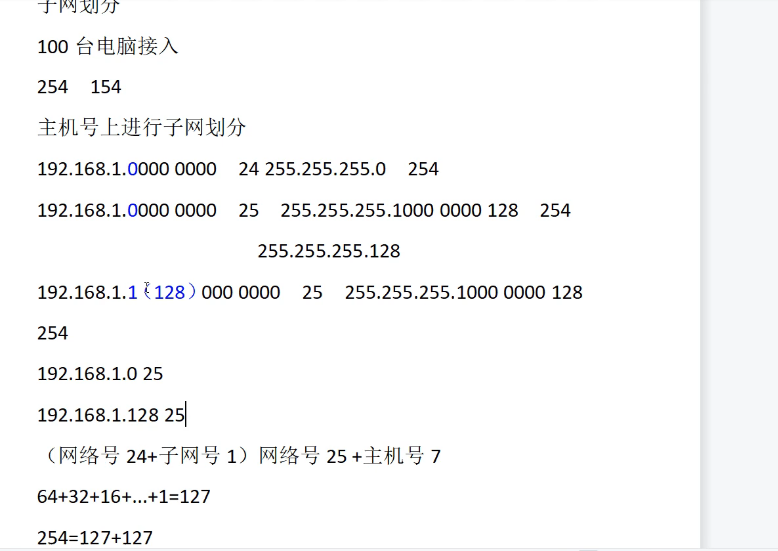 子网划分
100 台电脑接入
254 154
主机号上进行子网划分
192.168.1.0000 0000 24 255.255.255.0 254
192.168.1.0000 0000 25 255.255.255.1000 0000 128 254
255.255.255.128
192.168.1.1（128）000 0000 25 255.255.255.1000 0000 128
254
192.168.1.0 25
192.168.1.128 25
（网络号 24+子网号 1）网络号 25 +主机号 7
64+32+16+...+1=127
254=127+127